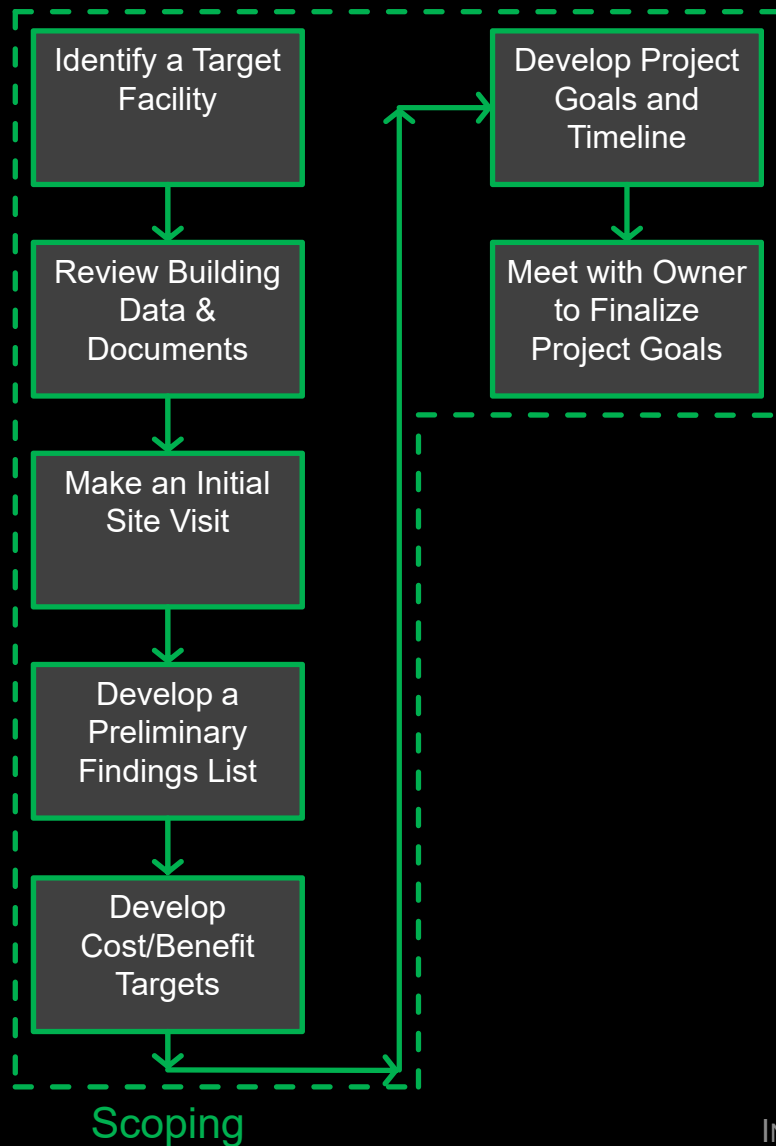 Identify a Target
Facility
Review Building
Data &
Documents
Make an Initial
Site Visit
Develop a
Preliminary
Findings List
Develop
Cost/Benefit
Targets
Develop Project
Goals and
Timeline
Meet with Owner
to Finalize
Project Goals
Scoping